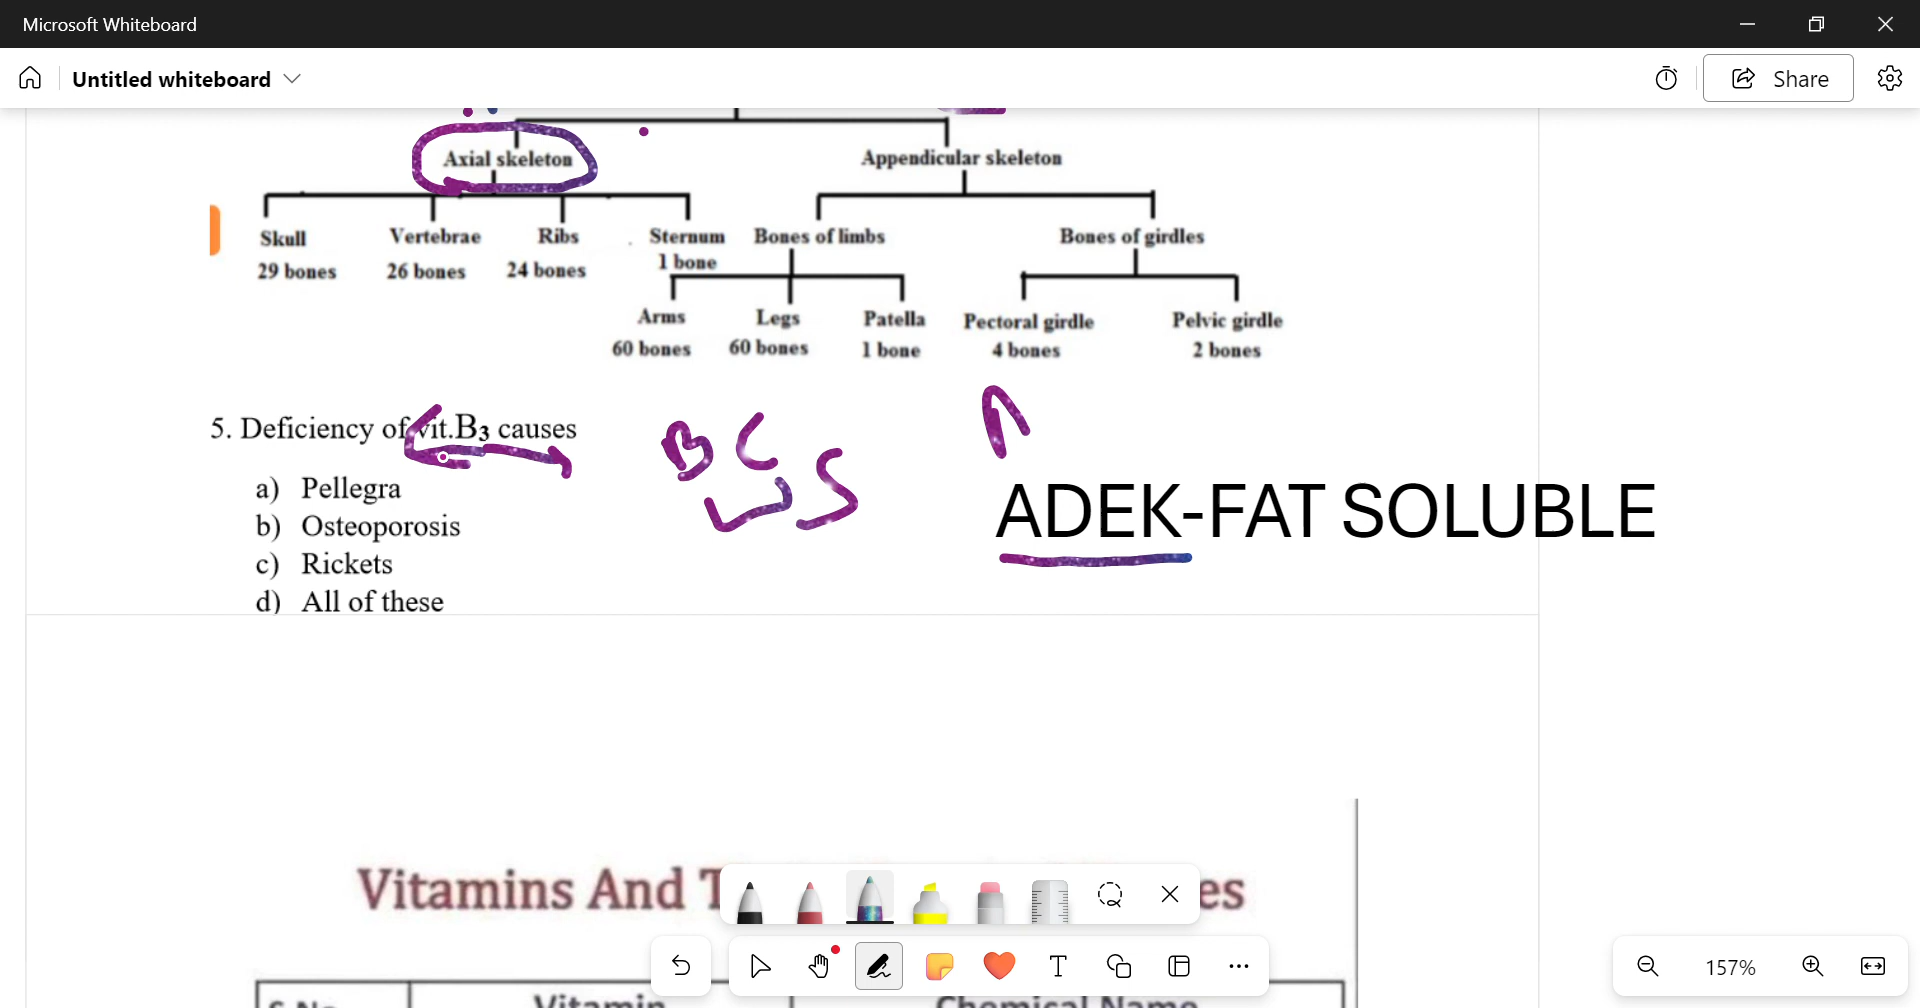 Microsoft Whiteboard
Untitled whiteboard
Share
Axial skeleton
Appendicular skeleton
Skull
Vertebrae
Ribs
Sternum
Bones of limbs
Bones of girdles
29 bones
26 bones
24 bones
1 bone
Arms
Legs
Patella
Pectoral girdle
Pelvic girdle
60 bones
60 bones
1 bone
4 bones
2 bones
5. Deficiency of vit.B3 causes
B C
S
a) Pellegra
b) Osteoporosis
c) Rickets
d) All of these
ADEK-FAT SOLUBLE
Vitamins And
es
Vitamin
Chemical Name
157%